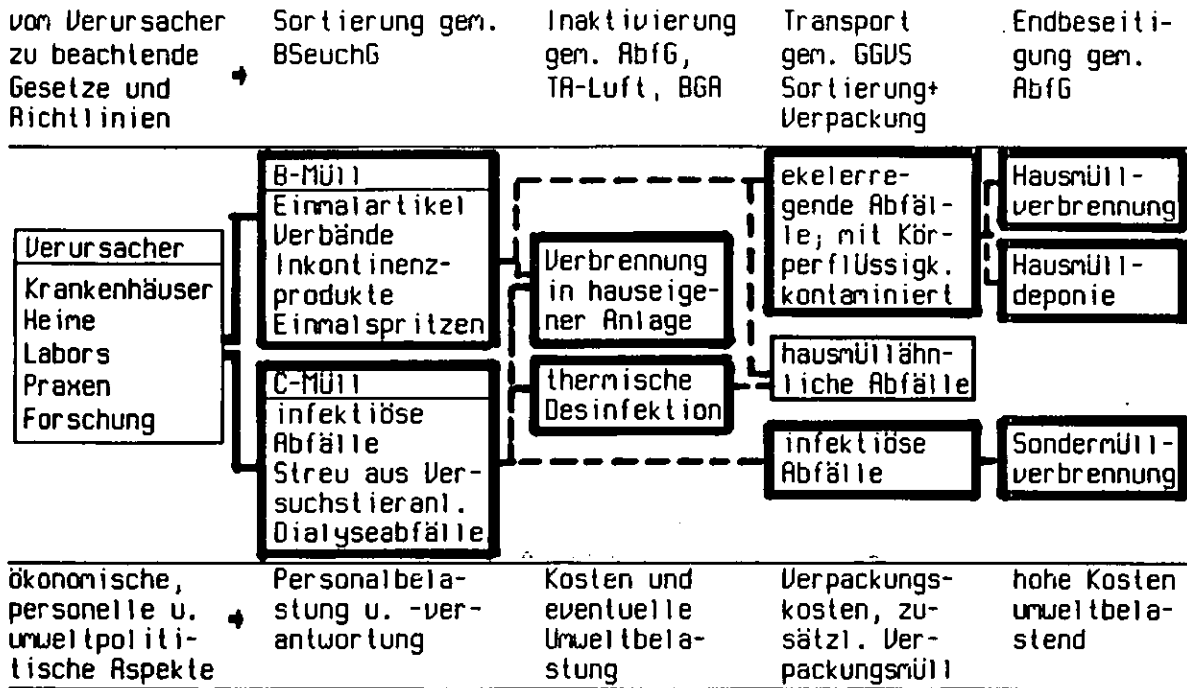 vom Verursacher
zu beachtende
Gesetze und
Richtlinien
Sortierung gem.
BSeuchG
Inaktivierung
gem. AbfG,
TA-Luft, BGA
Transport
gem. GGVS
Sortierung+
Verpackung
Endbeseiti-
gung gem.
AbfG
Verursacher
Krankenhäuser
Heime
Labors
Praxen
Forschung
B-Müll
Einmalartikel
Verbände
Inkontinenz-
produkte
Einmalspritzen
C-Müll
infektiöse
Abfälle
Streu aus Ver-
suchstieranl.
Dialyseabfälle
Verbrennung
in hauseige-
ner Anlage
thermische
Desinfektion
ekelerre-
gende Abfäl-
le; mit Kör-
perflüssigk.
kontaminiert
hausmüllähn-
liche Abfälle
infektiöse
Abfälle
Hausmüll-
verbrennung
Hausmüll-
deponie
Sondermüll-
verbrennung
ökonomische,
personelle u.
umweltpoliti-
tische Aspekte
Personalbela-
stung u. -ver-
antwortung
Kosten und
eventuelle
Umweltbela-
stung
Verpackungs-
kosten, zu-
sätzl. Ver-
packungsmüll
hohe Kosten
umweltbela-
stend